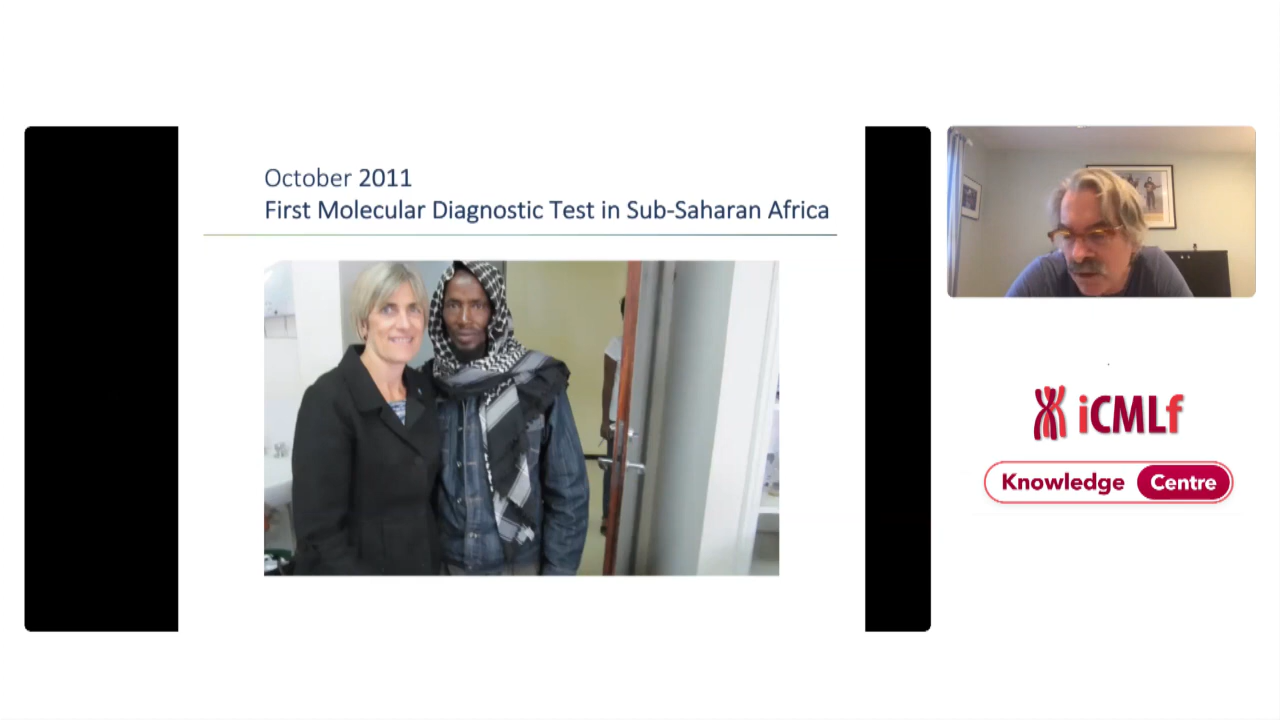 October 2011
First Molecular Diagnostic Test in Sub-Saharan Africa
iCMLf
Knowledge Centre